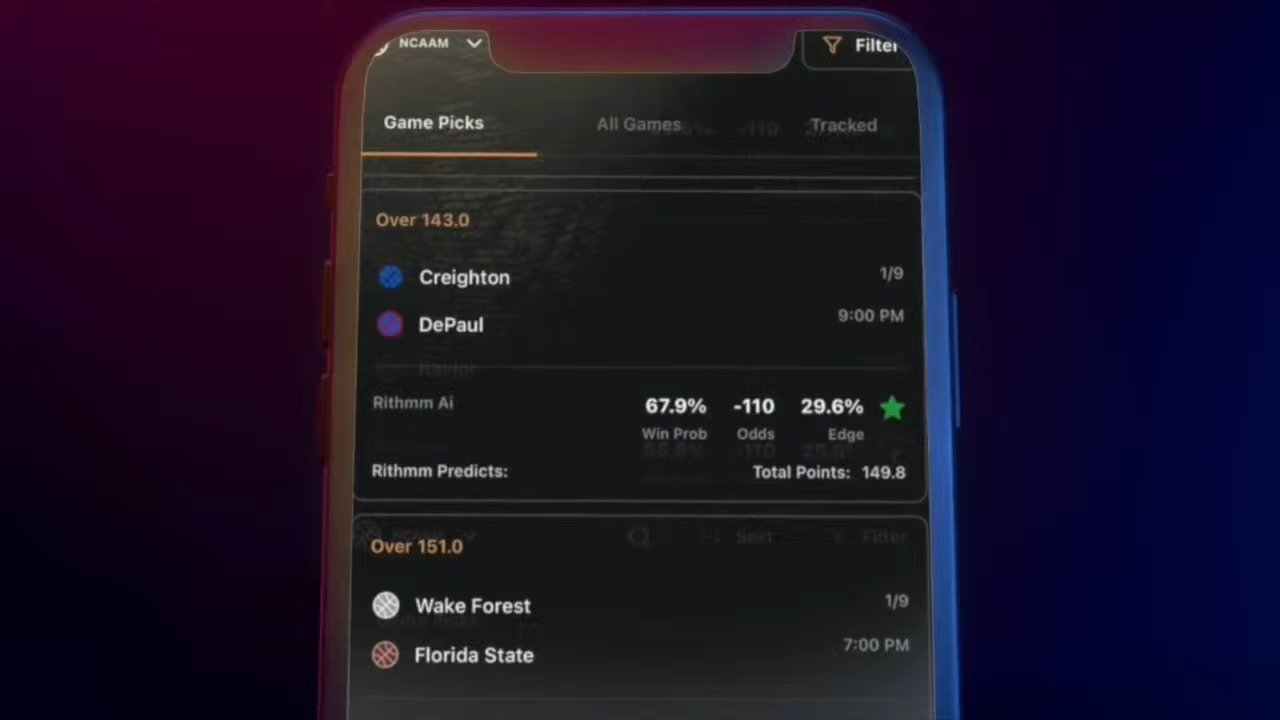 NCAAM Filter
Game Picks All Games Tracked
Over 143.0
Creighton 1/9
DePaul 9:00 PM
Rithmm Ai 67.9% -110 29.6%
Win Prob Odds Edge
Rithmm Predicts: Total Points: 149.8
Sort Filter
Over 151.0
Wake Forest 1/9
Florida State 7:00 PM